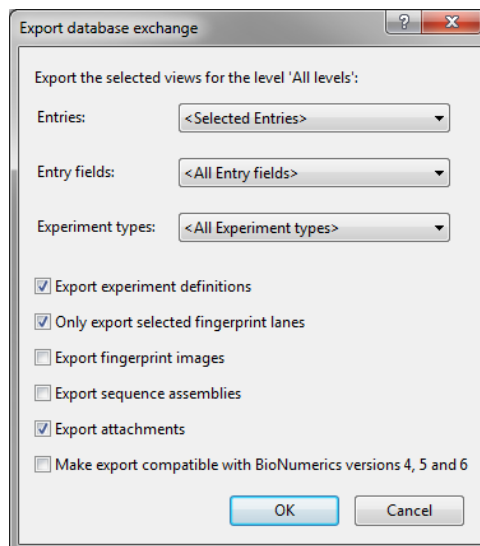 Export database exchange
?
X
Export the selected views for the level 'All levels':
Entries: <Selected Entries>
Entry fields: <All Entry fields>
Experiment types: <All Experiment types>
Export experiment definitions
Only export selected fingerprint lanes
Export fingerprint images
Export sequence assemblies
Export attachments
Make export compatible with BioNumerics versions 4, 5 and 6
OK Cancel